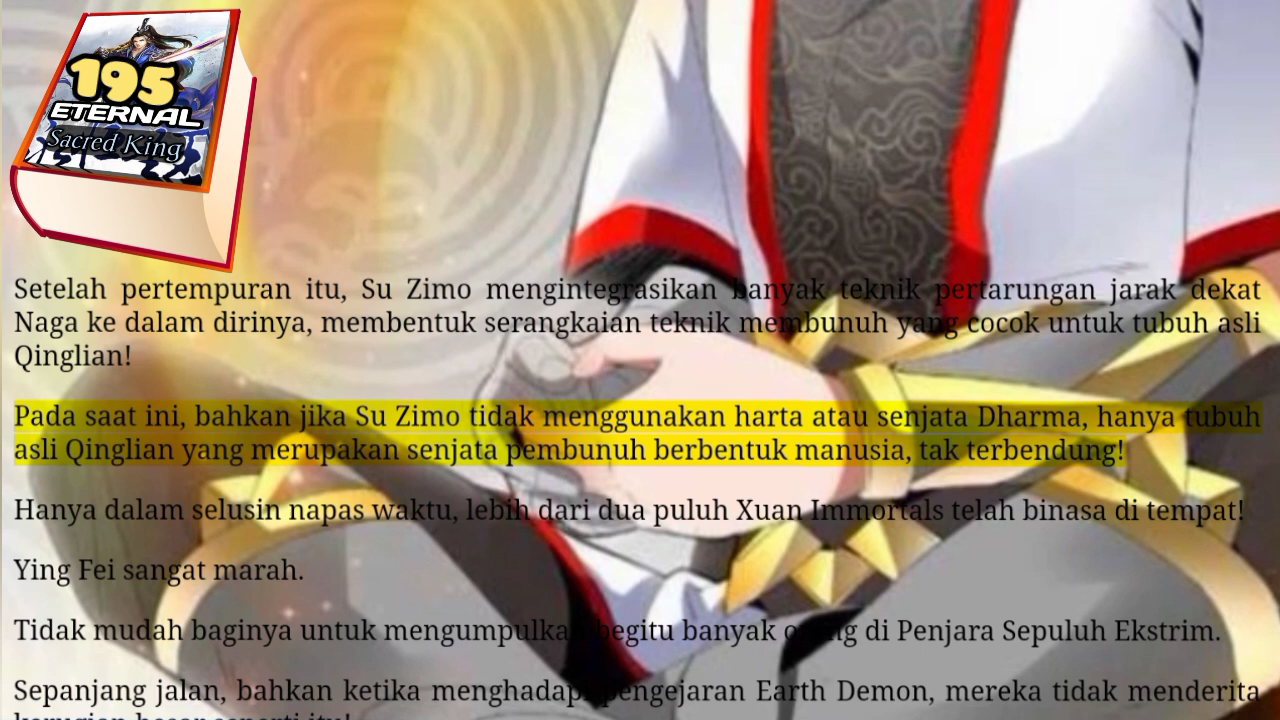 195
ETERNAL
Sacred King
Setelah pertempuran itu, Su Zimo mengintegrasikan banyak teknik pertarungan jarak dekat
Naga ke dalam dirinya, membentuk serangkaian teknik membunuh yang cocok untuk tubuh asli
Qinglian!
Pada saat ini, bahkan jika Su Zimo tidak menggunakan harta atau senjata Dharma, hanya tubuh
asli Qinglian yang merupakan senjata pembunuh berbentuk manusia, tak terbendung!
Hanya dalam selusin napas waktu, lebih dari dua puluh Xuan Immortals telah binasa di tempat!
Ying Fei sangat marah.
Tidak mudah baginya untuk mengumpulkan begitu banyak orang di Penjara Sepuluh Ekstrim.
Sepanjang jalan, bahkan ketika menghadapi pengejaran Earth Demon, mereka tidak menderita
kerugian besar seperti itu!